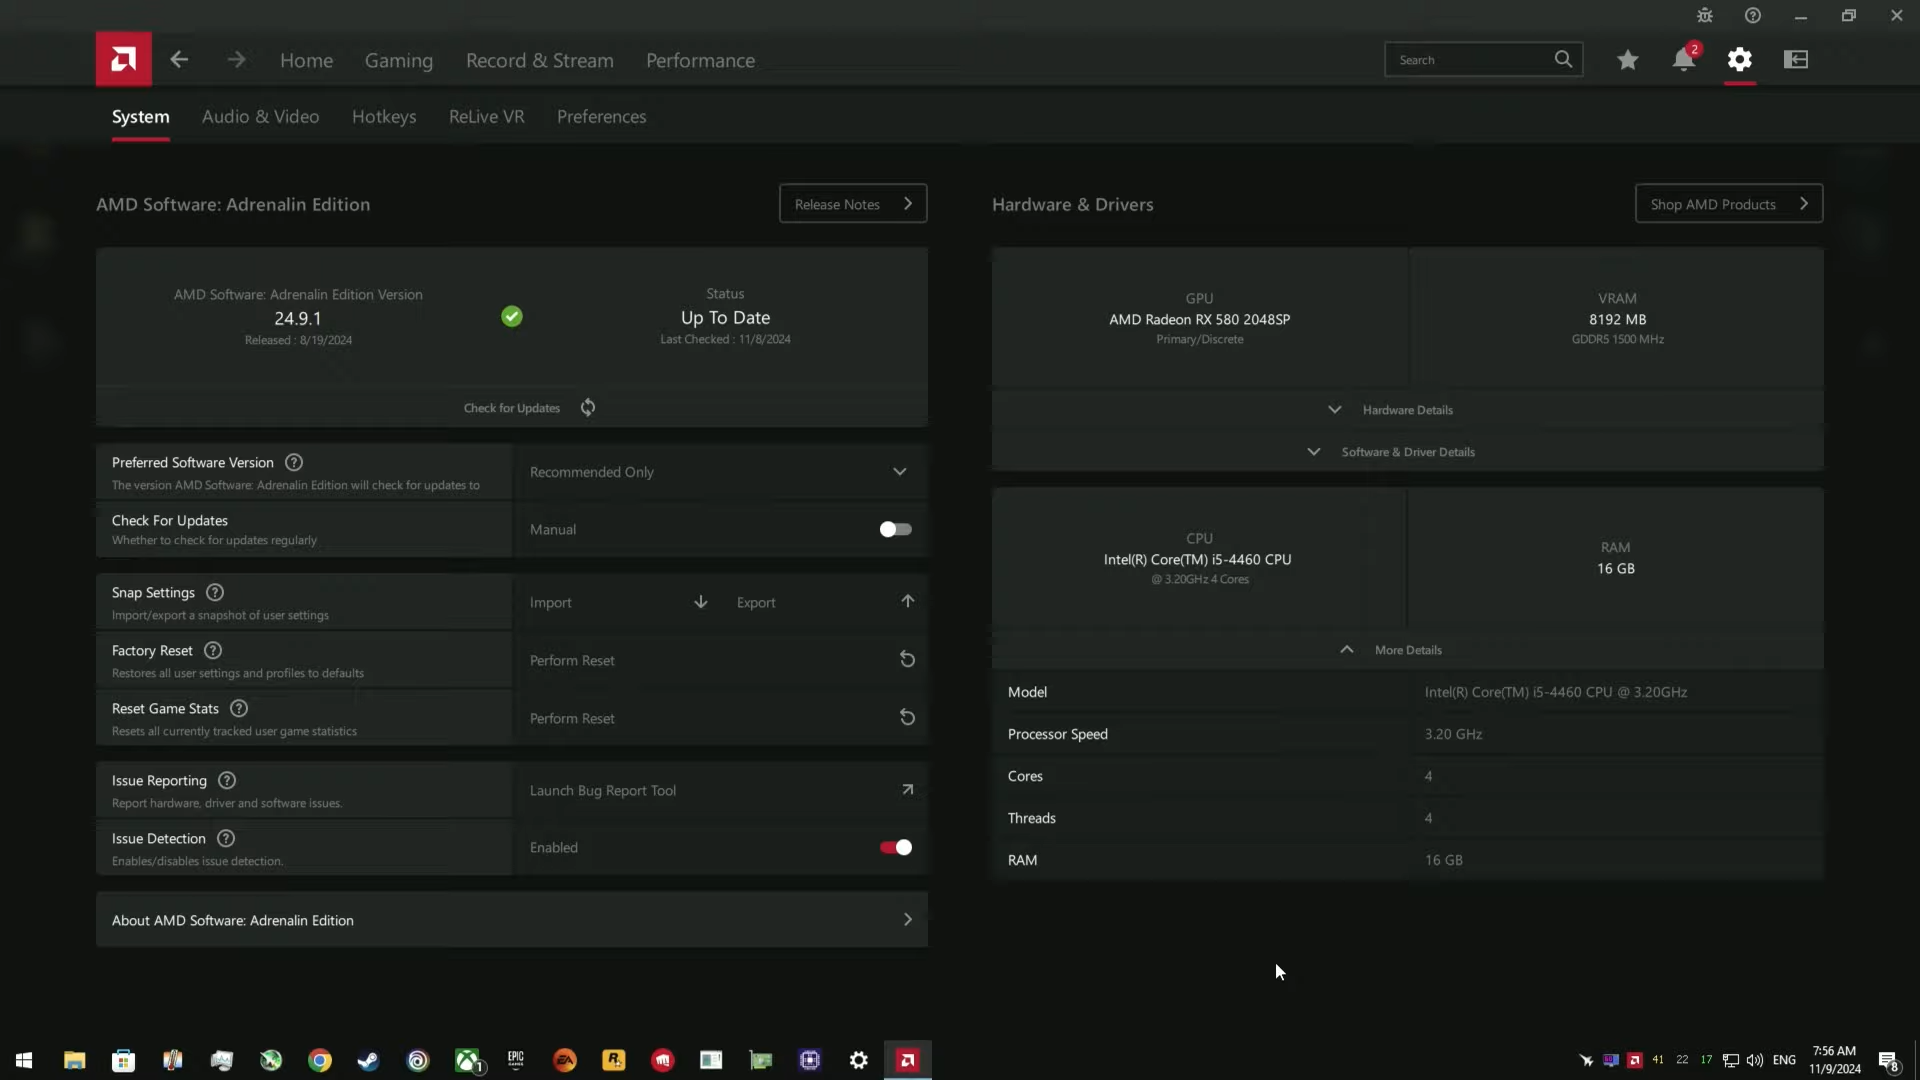 Home
Gaming
Record & Stream
Performance
Search
2
System
Audio & Video
Hotkeys
ReLive VR
Preferences
AMD Software: Adrenalin Edition
Release Notes
AMD Software: Adrenalin Edition Version
24.9.1
Released : 8/19/2024
Status
Up To Date
Last Checked : 11/8/2024
Check for Updates
Preferred Software Version
The version AMD Software: Adrenalin Edition will check for updates to
Recommended Only
Check For Updates
Whether to check for updates regularly
Manual
Snap Settings
Import/export a snapshot of user settings
Import
Export
Factory Reset
Restores all user settings and profiles to defaults
Perform Reset
Reset Game Stats
Resets all currently tracked user game statistics
Perform Reset
Issue Reporting
Report hardware, driver and software issues.
Launch Bug Report Tool
Issue Detection
Enables/disables issue detection.
Enabled
About AMD Software: Adrenalin Edition
Hardware & Drivers
Shop AMD Products
GPU
AMD Radeon RX 580 2048SP
Primary/Discrete
VRAM
8192 MB
GDDR5 1500 MHz
Hardware Details
Software & Driver Details
CPU
Intel(R) Core(TM) i5-4460 CPU
@ 3.20GHz 4 Cores
RAM
16 GB
More Details
Model
Intel(R) Core(TM) i5-4460 CPU @ 3.20GHz
Processor Speed
3.20 GHz
Cores
4
Threads
4
RAM
16 GB
1
EPIC
GAMES
EA
R
41
22
17
ENG
7:56 AM
11/9/2024
8